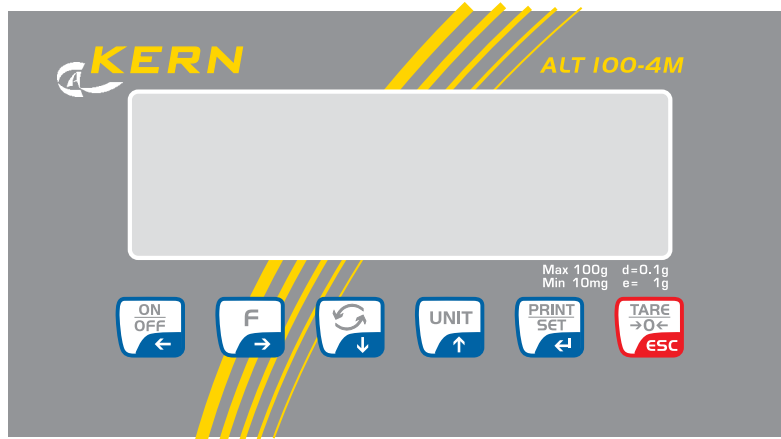 KERN
ALT 100-4M
Max 100g d=0.1g
Min 10mg e= 1g
ON
OFF
←
F
→
↓
UNIT
↑
PRINT
SET
↵
TARE
→0←
ESC